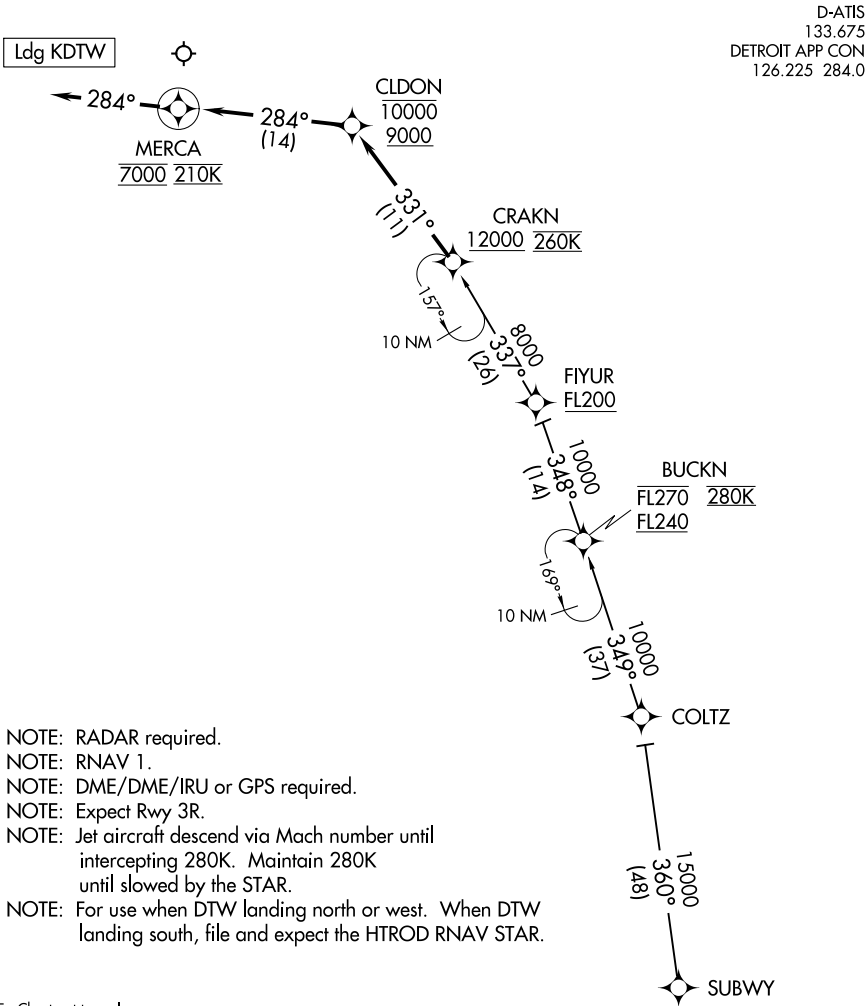 D-ATIS
133.675
DETROIT APP CON
126.225 284.0
Ldg KDTW
284°
284°
(14)
MERCA
7000 210K
CLDON
10000
9000
331°
(11)
CRAKN
12000 260K
157°
10 NM
8000
337°
(26)
FIYUR
FL200
10000
348°
(14)
BUCKN
FL270 280K
FL240
169°
10 NM
10000
349°
(37)
COLTZ
15000
360°
(48)
SUBWY
NOTE: RADAR required.
NOTE: RNAV 1.
NOTE: DME/DME/IRU or GPS required.
NOTE: Expect Rwy 3R.
NOTE: Jet aircraft descend via Mach number until
intercepting 280K. Maintain 280K
until slowed by the STAR.
NOTE: For use when DTW landing north or west. When DTW
landing south, file and expect the HTROD RNAV STAR.